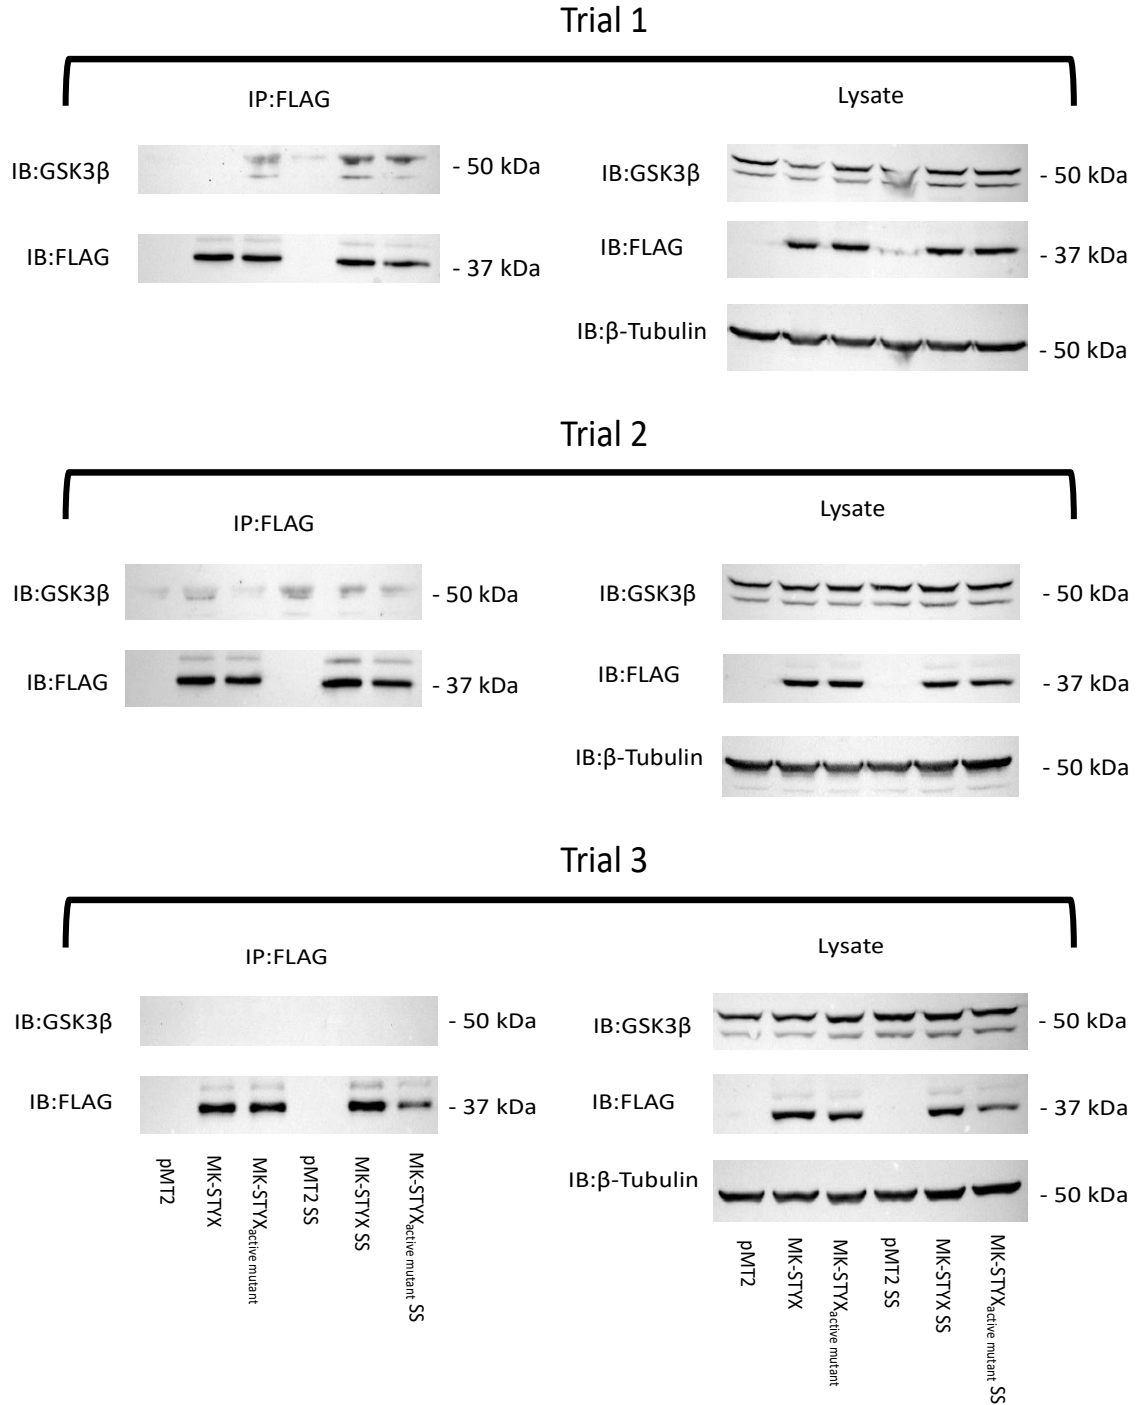 Trial 1
IP:FLAG
Lysate
IB:GSK3β
- 50 kDa
IB:GSK3β
- 50 kDa
IB:FLAG
- 37 kDa
IB:FLAG
- 37 kDa
IB:β-Tubulin
- 50 kDa
Trial 2
IP:FLAG
Lysate
IB:GSK3β
- 50 kDa
IB:GSK3β
- 50 kDa
IB:FLAG
- 37 kDa
IB:FLAG
- 37 kDa
IB:β-Tubulin
- 50 kDa
Trial 3
IP:FLAG
Lysate
IB:GSK3β
- 50 kDa
IB:GSK3β
- 50 kDa
IB:FLAG
- 37 kDa
IB:FLAG
- 37 kDa
IB:β-Tubulin
- 50 kDa
pMT2
MK-STYX
MK-STYXactive mutant
pMT2 SS
MK-STYX SS
MK-STYXactive mutant SS
pMT2
MK-STYX
MK-STYXactive mutant
pMT2 SS
MK-STYX SS
MK-STYXactive mutant SS